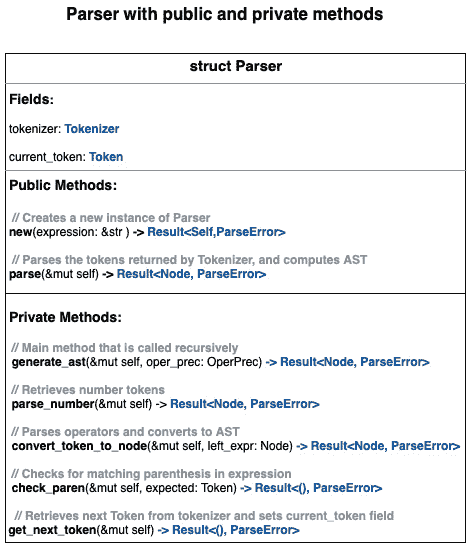 Parser with public and private methods
struct Parser
Fields:
tokenizer: Tokenizer
current_token: Token
Public Methods:
// Creates a new instance of Parser
new(expression: &str ) -> Result<Self,ParseError>
// Parses the tokens returned by Tokenizer, and computes AST
parse(&mut self) -> Result<Node, ParseError>
Private Methods:
// Main method that is called recursively
generate_ast(&mut self, oper_prec: OperPrec) -> Result<Node, ParseError>
// Retrieves number tokens
parse_number(&mut self) -> Result<Node, ParseError>
// Parses operators and converts to AST
convert_token_to_node(&mut self, left_expr: Node) -> Result<Node, ParseError>
// Checks for matching parenthesis in expression
check_paren(&mut self, expected: Token) -> Result<(), ParseError>
// Retrieves next Token from tokenizer and sets current_token field
get_next_token(&mut self) -> Result<(), ParseError>